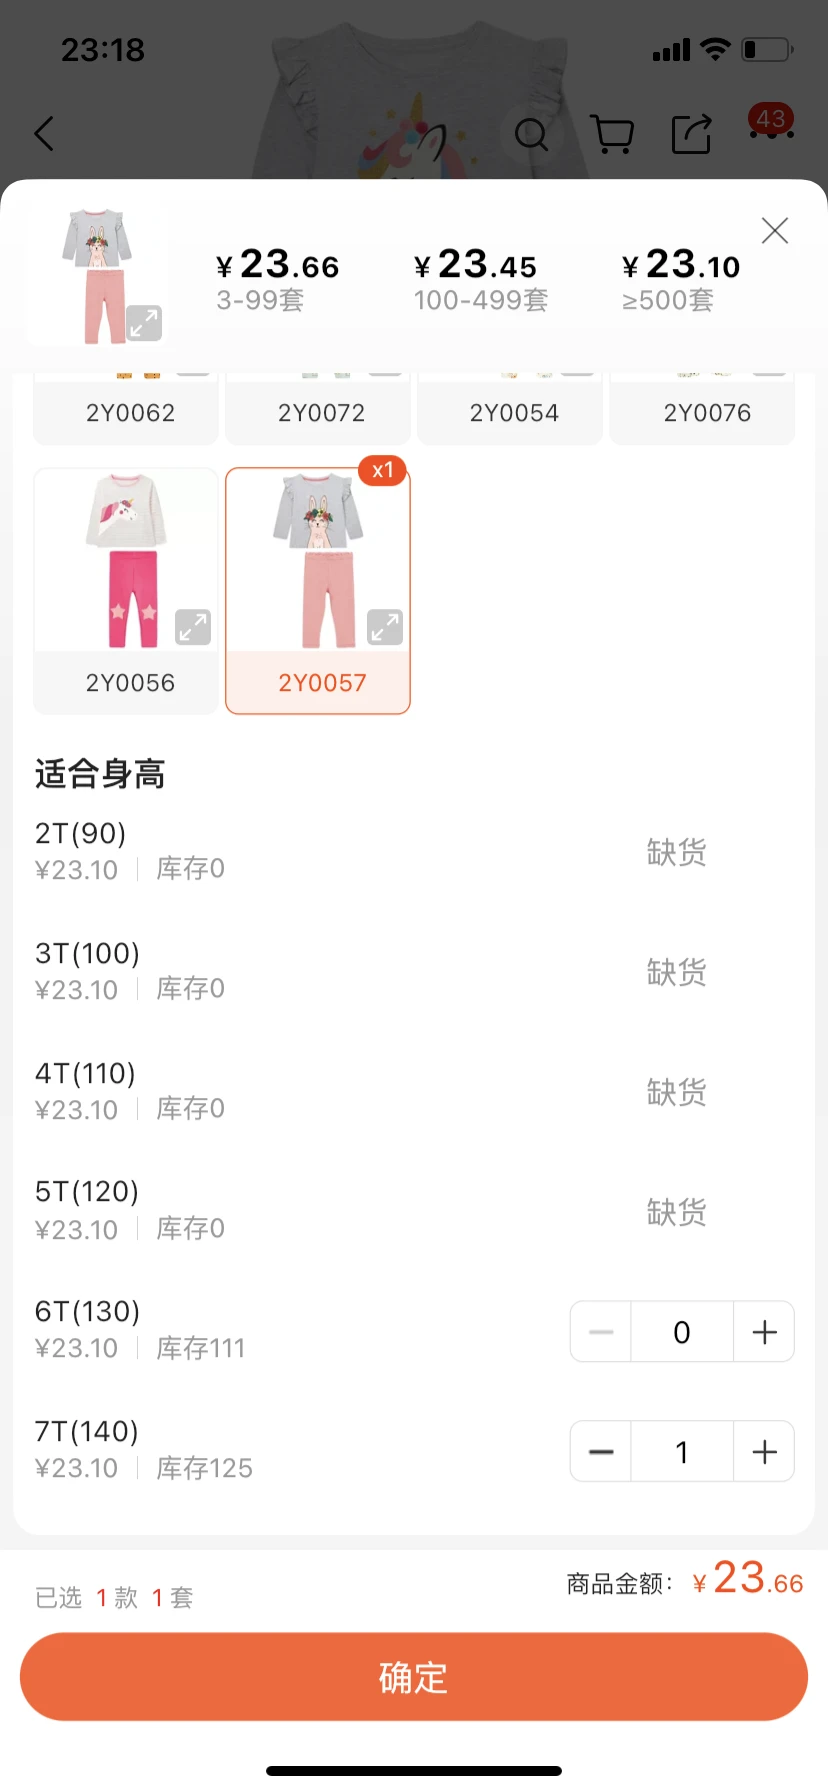 23:18
43
¥23.66 ¥23.45 ¥23.10
3-99套 100-499套 ≥500套
2Y0062 2Y0072 2Y0054 2Y0076
x1
2Y0056 2Y0057
适合身高
2T(90)
¥23.10 库存0 缺货
3T(100)
¥23.10 库存0 缺货
4T(110)
¥23.10 库存0 缺货
5T(120)
¥23.10 库存0 缺货
6T(130)
¥23.10 库存111 0
7T(140)
¥23.10 库存125 1
已选 1 款 1 套 商品金额: ¥23.66
确定